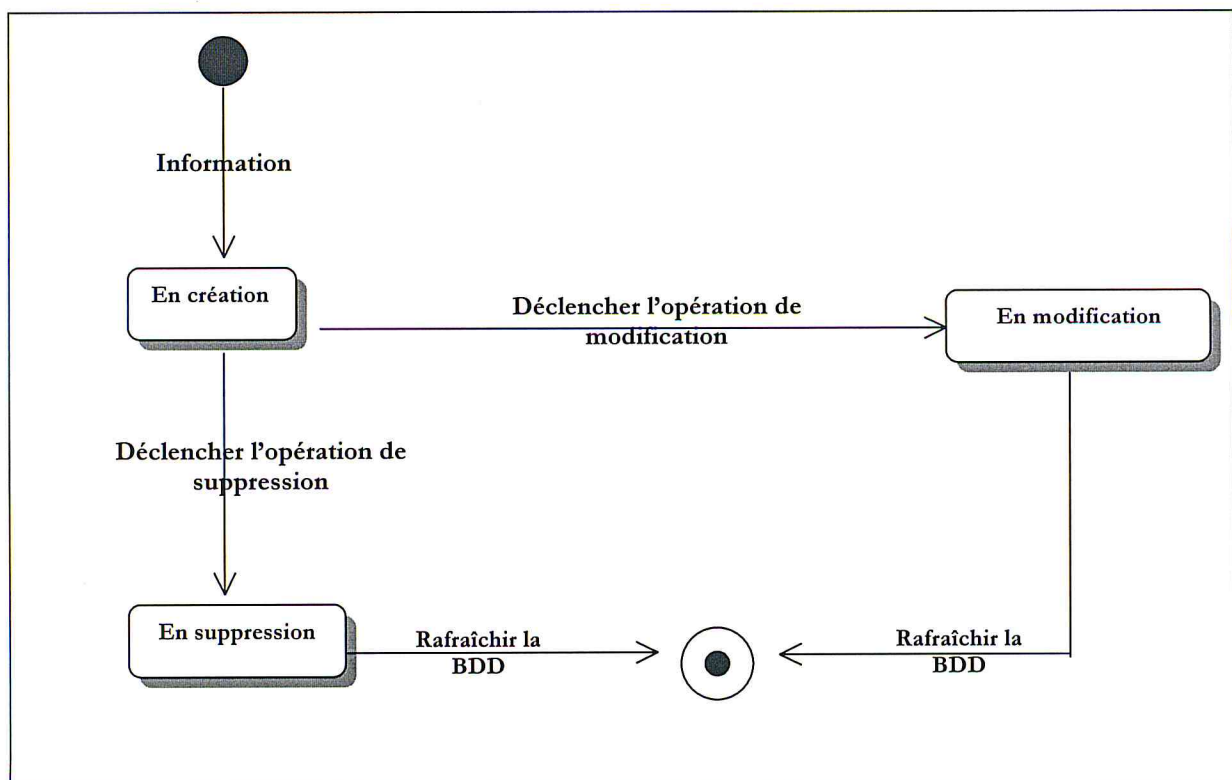 Information
En création
Déclencher l'opération de
modification
En modification
Déclencher l'opération de
suppression
En suppression
Rafraîchir la
BDD
Rafraîchir la
BDD